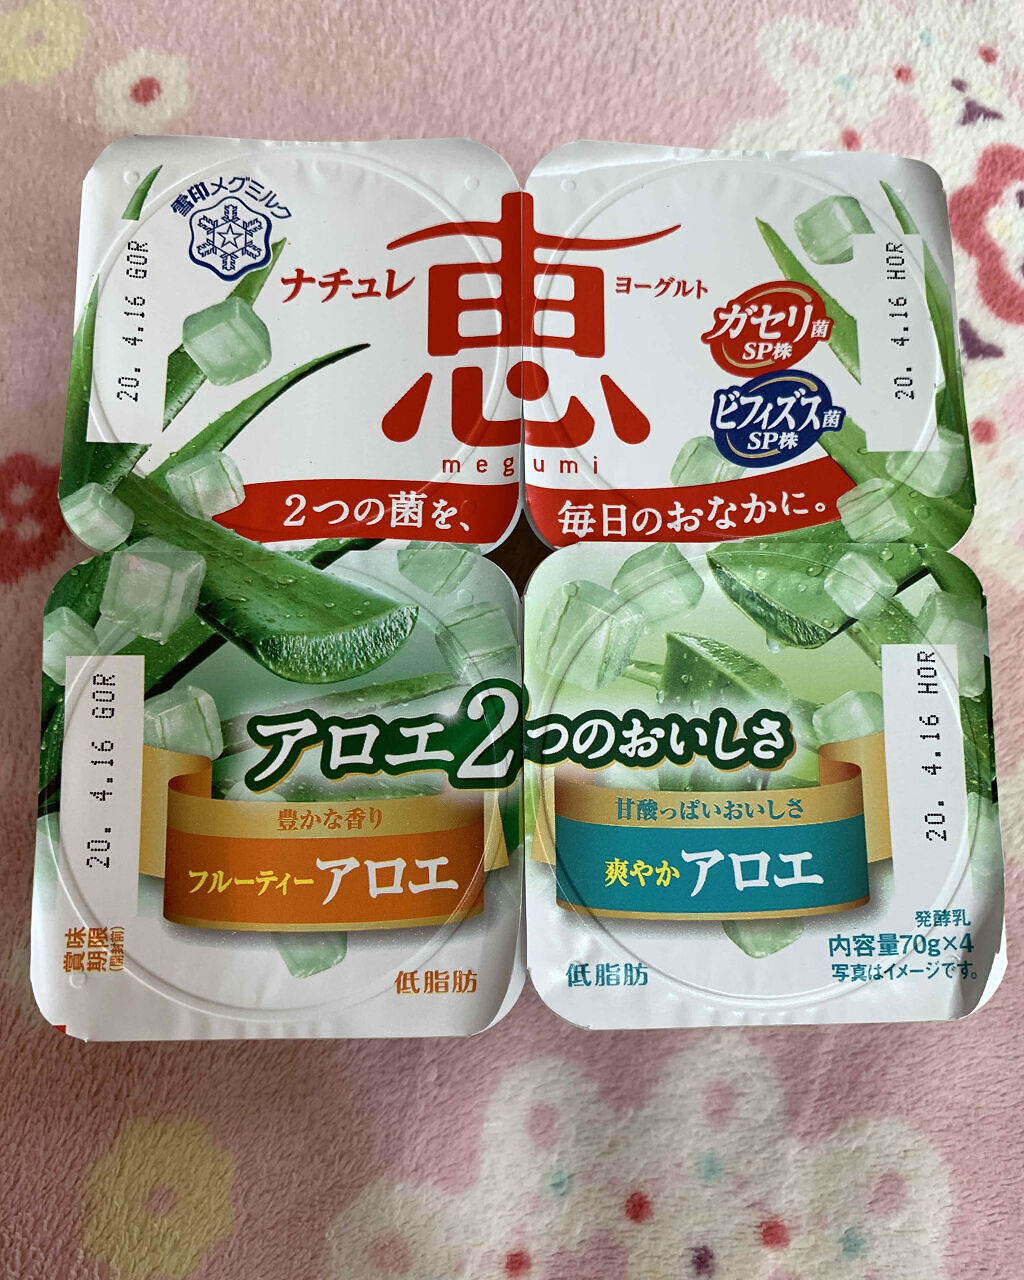 雪印メグミルク
ナチュレ 恵 ヨーグルト
megumi
ガセリ菌
SP株
ビフィズス菌
SP株
20. 4.16 GOR
20. 4.16 HOR
2つの菌を、毎日のおなかに。
アロエ2つのおいしさ
豊かな香り
フルーティーアロエ
甘酸っぱいおいしさ
爽やかアロエ
20. 4.16 GOR
20. 4.16 HOR
賞味期限
(開封前)
低脂肪
低脂肪
発酵乳
内容量70g×4
写真はイメージです。